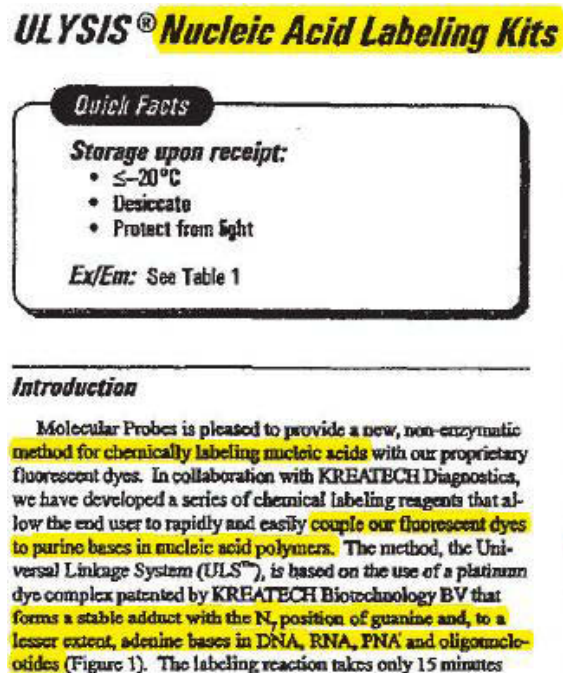 ULYSIS® Nucleic Acid Labeling Kits
Quick Facts
Storage upon receipt:
• ≤–20°C
• Desiccate
• Protect from light
Ex/Em: See Table 1
Introduction
Molecular Probes is pleased to provide a new, non-enzymatic
method for chemically labeling nucleic acids with our proprietary
fluorescent dyes. In collaboration with KREATECH Diagnostics,
we have developed a series of chemical labeling reagents that al-
low the end user to rapidly and easily couple our fluorescent dyes
to purine bases in nucleic acid polymers. The method, the Uni-
versal Linkage System (ULS™), is based on the use of a platinum
dye complex patented by KREATECH Biotechnology BV that
forms a stable adduct with the N₇ position of guanine and, to a
lesser extent, adenine bases in DNA, RNA, PNA and oligonucle-
otides (Figure 1). The labeling reaction takes only 15 minutes